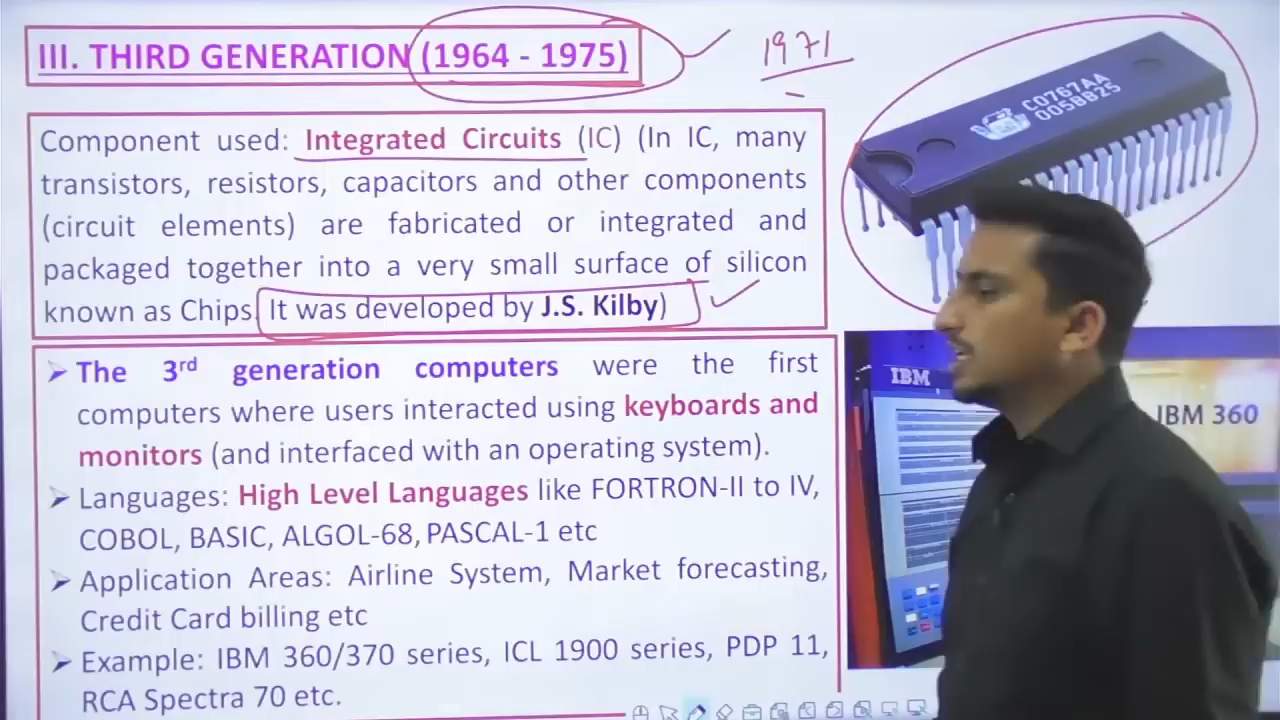 III. THIRD GENERATION (1964 - 1975)
1971
C0767AA
005BB25
Component used: Integrated Circuits (IC) (In IC, many
transistors, resistors, capacitors and other components
(circuit elements) are fabricated or integrated and
packaged together into a very small surface of silicon
known as Chips. It was developed by J.S. Kilby)
➤ The 3rd generation computers were the first
computers where users interacted using keyboards and
monitors (and interfaced with an operating system).
➤ Languages: High Level Languages like FORTRON-II to IV,
COBOL, BASIC, ALGOL-68, PASCAL-1 etc
➤ Application Areas: Airline System, Market forecasting,
Credit Card billing etc
➤ Example: IBM 360/370 series, ICL 1900 series, PDP 11,
RCA Spectra 70 etc.
IBM
IBM 360